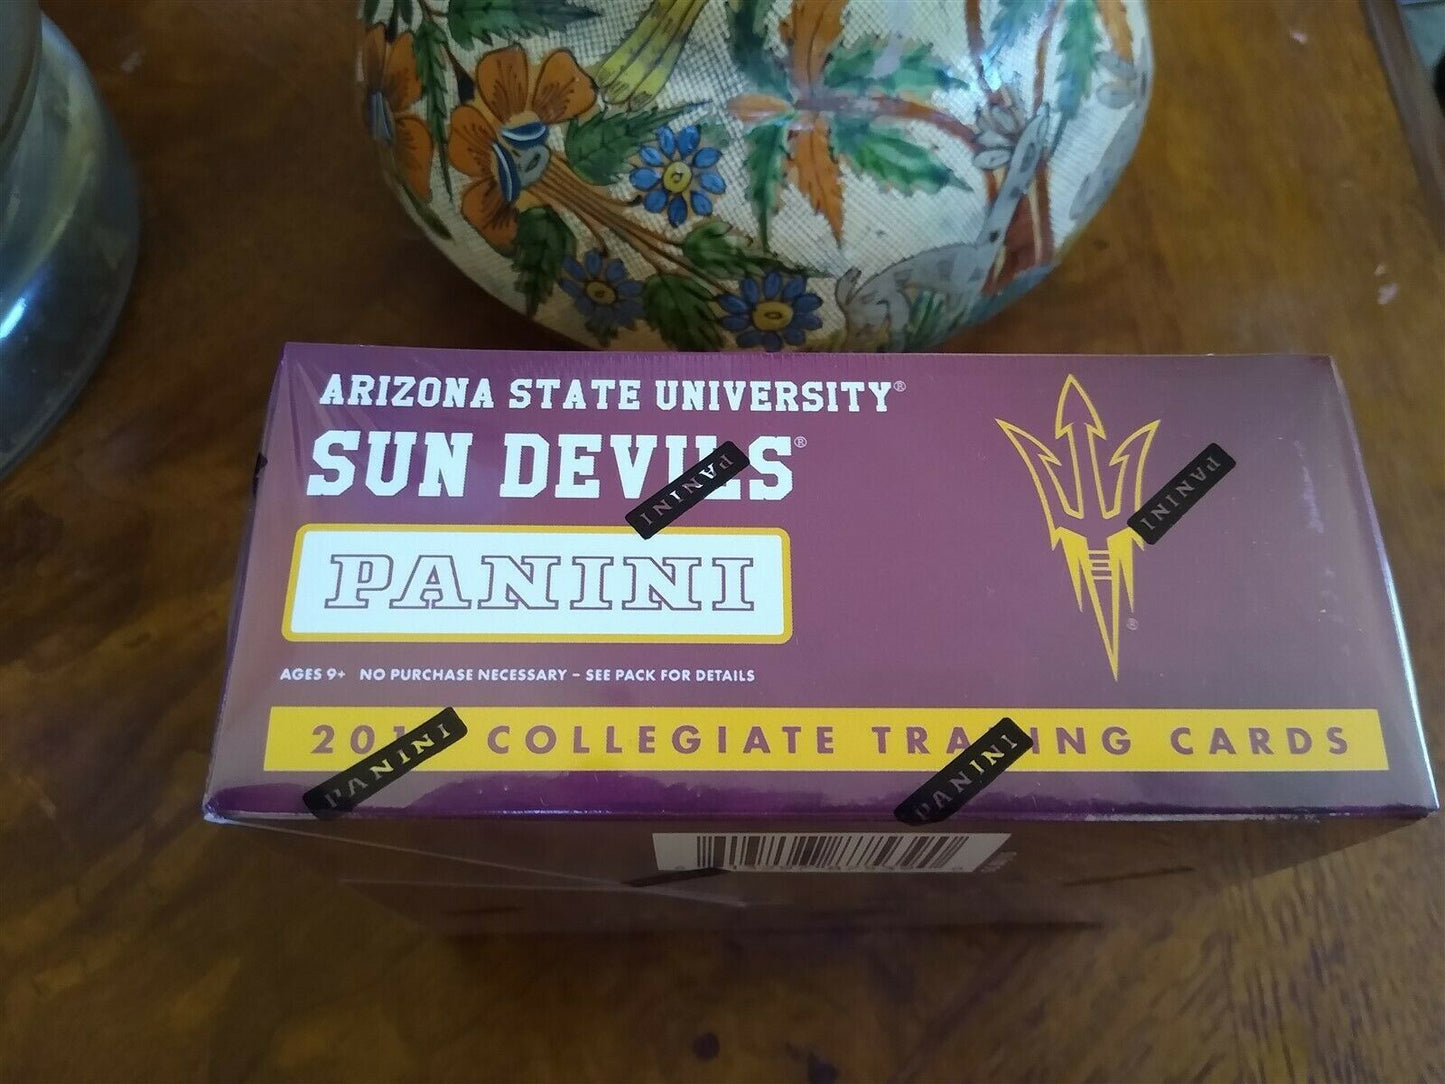 ARIZONA STATE UNIVERSITY®
SUN DEVILS®
PANINI
PANINI
PANINI
®
AGES 9+ NO PURCHASE NECESSARY - SEE PACK FOR DETAILS
COLLEGIATE TRADING CARDS
PANINI
PANINI